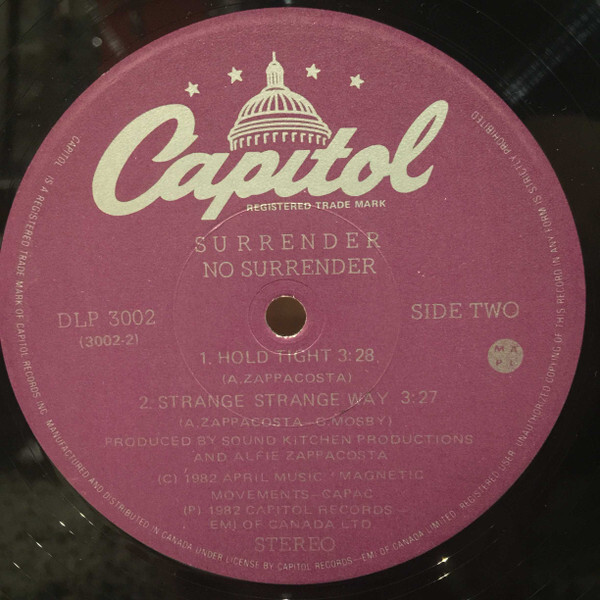 Capitol
REGISTERED TRADE MARK
SURRENDER
NO SURRENDER
DLP 3002
(3002-2)
SIDE TWO
MAPL
1. HOLD TIGHT 3:28
(A. ZAPPACOSTA)
2. STRANGE STRANGE WAY 3:27
(A. ZAPPACOSTA-C. MOSBY)
PRODUCED BY SOUND KITCHEN PRODUCTIONS
AND ALFIE ZAPPACOSTA
(C) 1982 APRIL MUSIC / MAGNETIC
MOVEMENTS-CAPAC
(P) 1982 CAPITOL RECORDS-
EMI OF CANADA LTD.
STEREO
CAPITOL IS A REGISTERED TRADE MARK OF CAPITOL RECORDS INC. MANUFACTURED AND DISTRIBUTED IN CANADA UNDER LICENSE BY CAPITOL RECORDS-EMI OF CANADA LIMITED. REGISTERED USER. UNAUTHORIZED COPYING OF THIS RECORD IN ANY FORM IS STRICTLY PROHIBITED